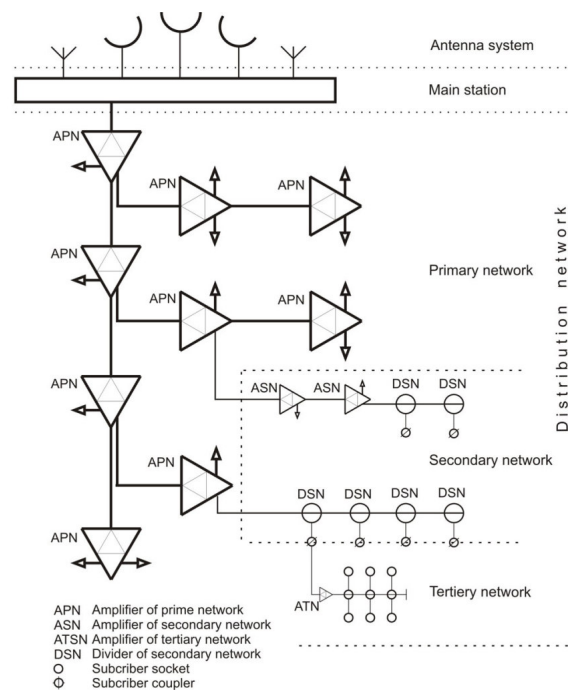 Antenna system
Main station
APN
APN
APN
APN
Primary network
APN
APN
Distribution network
ASN
ASN
DSN
DSN
APN
APN
Secondary network
DSN
DSN
DSN
DSN
APN
ATN
Tertiery network
APN Amplifier of prime network
ASN Amplifier of secondary network
ATSN Amplifier of tertiary network
DSN Divider of secondary network
Subcriber socket
Subcriber coupler